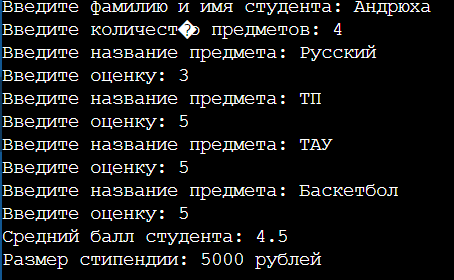 Введите фамилию и имя студента: Андрюха
Введите количест�о предметов: 4
Введите название предмета: Русский
Введите оценку: 3
Введите название предмета: ТП
Введите оценку: 5
Введите название предмета: ТАУ
Введите оценку: 5
Введите название предмета: Баскетбол
Введите оценку: 5
Средний балл студента: 4.5
Размер стипендии: 5000 рублей